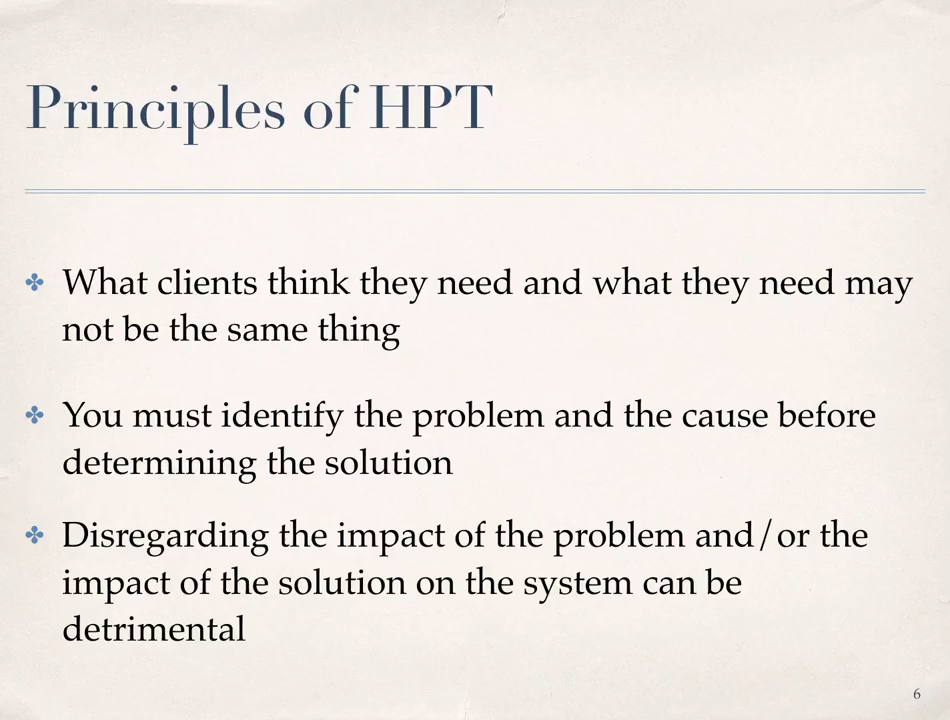 Principles of HPT
What clients think they need and what they need may
not be the same thing
You must identify the problem and the cause before
determining the solution
Disregarding the impact of the problem and/or the
impact of the solution on the system can be
detrimental
6